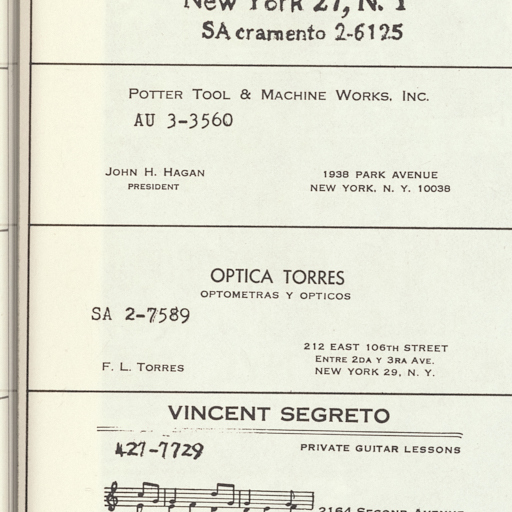 New York 27, N. Y
SAcramento 2-6125
POTTER TOOL & MACHINE WORKS. INC.
AU 3-3560
JOHN H. HAGAN
PRESIDENT
1938 PARK AVENUE
NEW YORK, N. Y. 10038
OPTICA TORRES
OPTOMETRAS Y OPTICOS
SA 2-7589
212 EAST 106TH STREET
ENTRE 2DA Y 3RA AVE.
F. L. TORRES
NEW YORK 29, N. Y.
VINCENT SEGRETO
427-7729
PRIVATE GUITAR LESSONS
2164 SECOND AVENUE